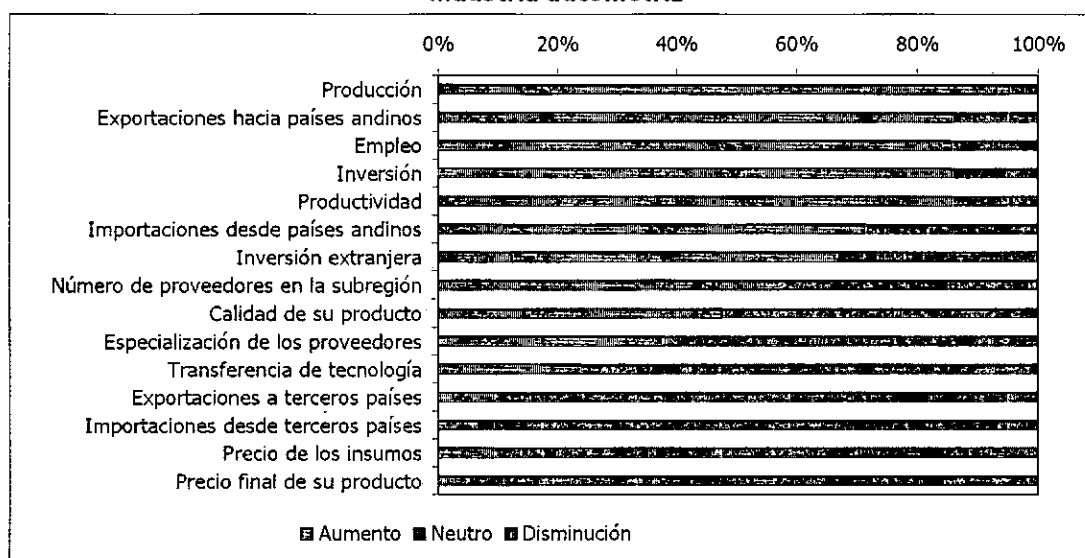 0% 20% 40% 60% 80% 100%
Producción
Exportaciones hacia países andinos
Empleo
Inversión
Productividad
Importaciones desde países andinos
Inversión extranjera
Número de proveedores en la subregión
Calidad de su producto
Especialización de los proveedores
Transferencia de tecnología
Exportaciones a terceros países
Importaciones desde terceros países
Precio de los insumos
Precio final de su producto
Aumento Neutro Disminución